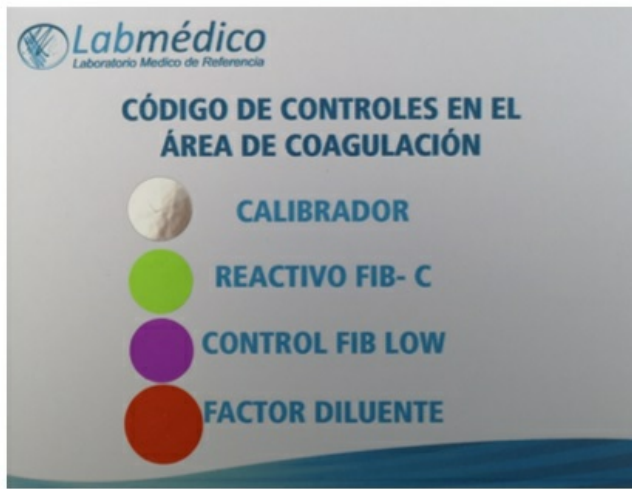 Labmédico
Laboratorio Medico de Referencia
CÓDIGO DE CONTROLES EN EL
ÁREA DE COAGULACIÓN
CALIBRADOR
REACTIVO FIB- C
CONTROL FIB LOW
FACTOR DILUENTE